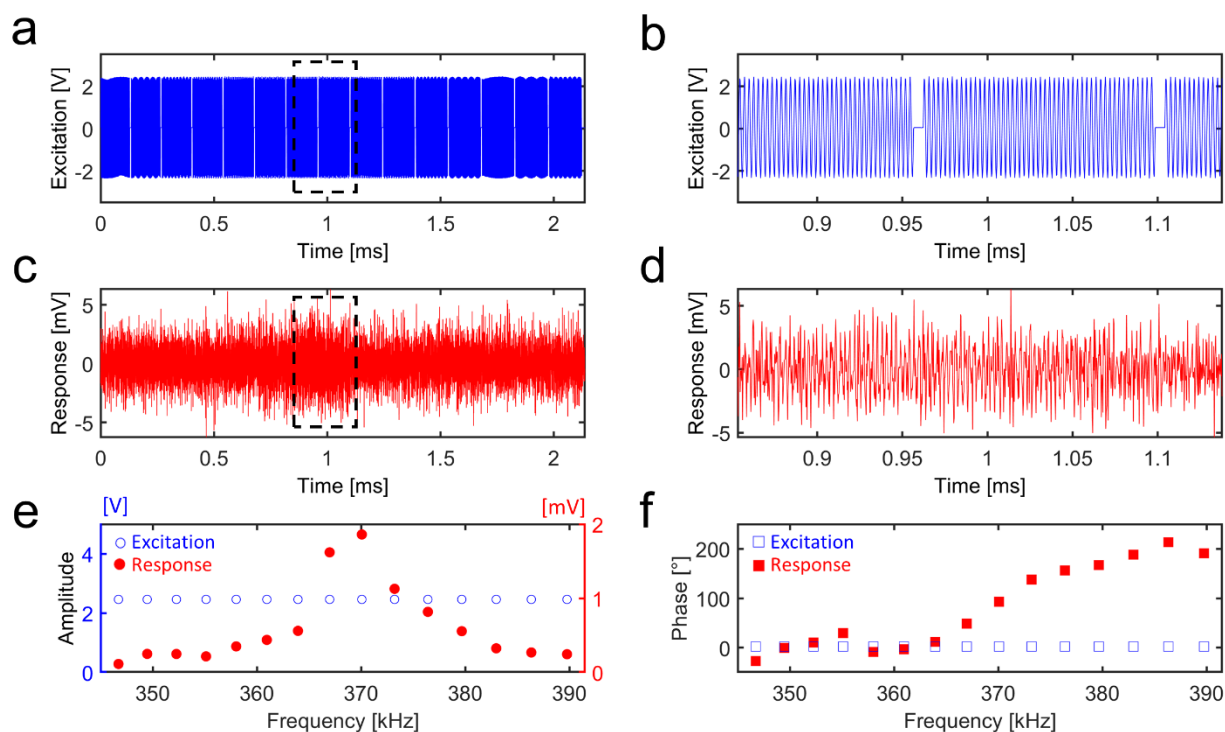 a
Excitation [V]
2
0
-2
0 0.5 1 1.5 2
Time [ms]
b
Excitation [V]
2
0
-2
0.9 0.95 1 1.05 1.1
Time [ms]
c
Response [mV]
5
0
-5
0 0.5 1 1.5 2
Time [ms]
d
Response [mV]
5
0
-5
0.9 0.95 1 1.05 1.1
Time [ms]
e
[V] [mV]
Amplitude
4
2
0
2
1
0
Excitation
Response
350 360 370 380 390
Frequency [kHz]
f
Phase [°]
200
100
0
Excitation
Response
350 360 370 380 390
Frequency [kHz]